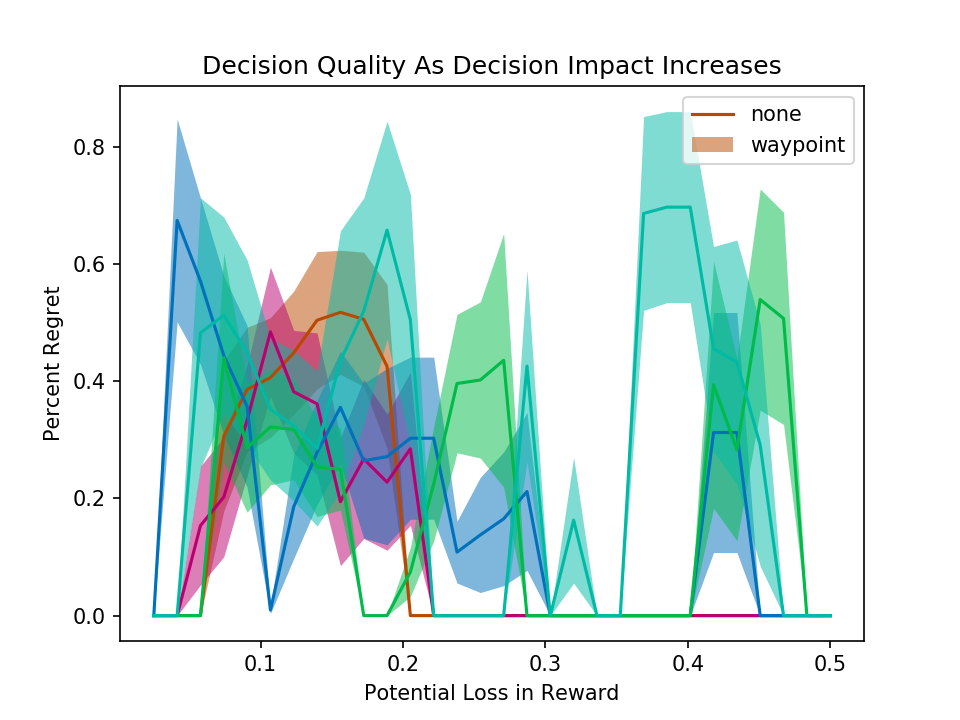 Decision Quality As Decision Impact Increases
none
waypoint
Percent Regret
0.8
0.6
0.4
0.2
0.0
0.1
0.2
0.3
0.4
0.5
Potential Loss in Reward